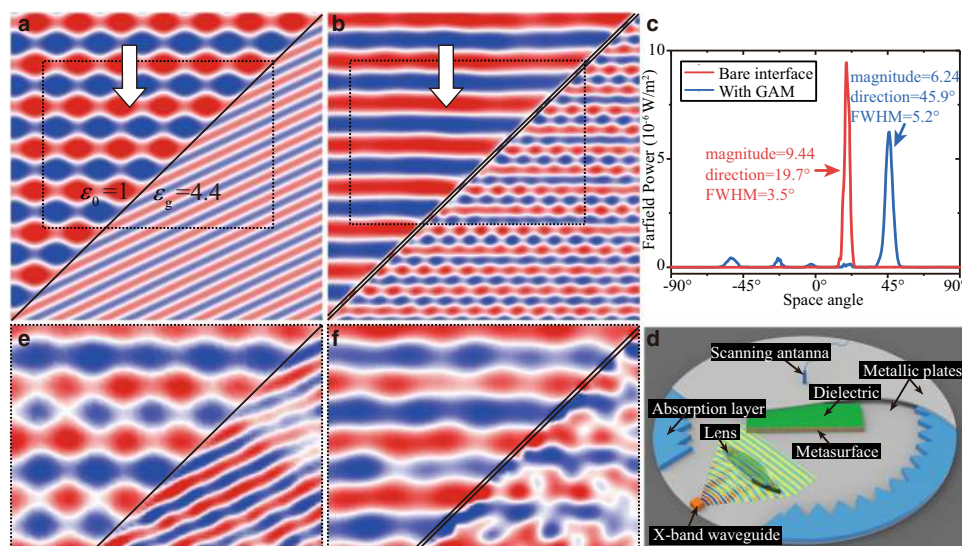 a
b
c
ε₀=1
ε_g=4.4
Farfield Power (10⁻⁶ W/m²)
10
5
0
Bare interface
With GAM
magnitude=6.24
direction=45.9°
FWHM=5.2°
magnitude=9.44
direction=19.7°
FWHM=3.5°
-90°
-45°
0°
45°
90°
Space angle
e
f
d
Scanning antanna
Metallic plates
Dielectric
Absorption layer
Lens
Metasurface
X-band waveguide